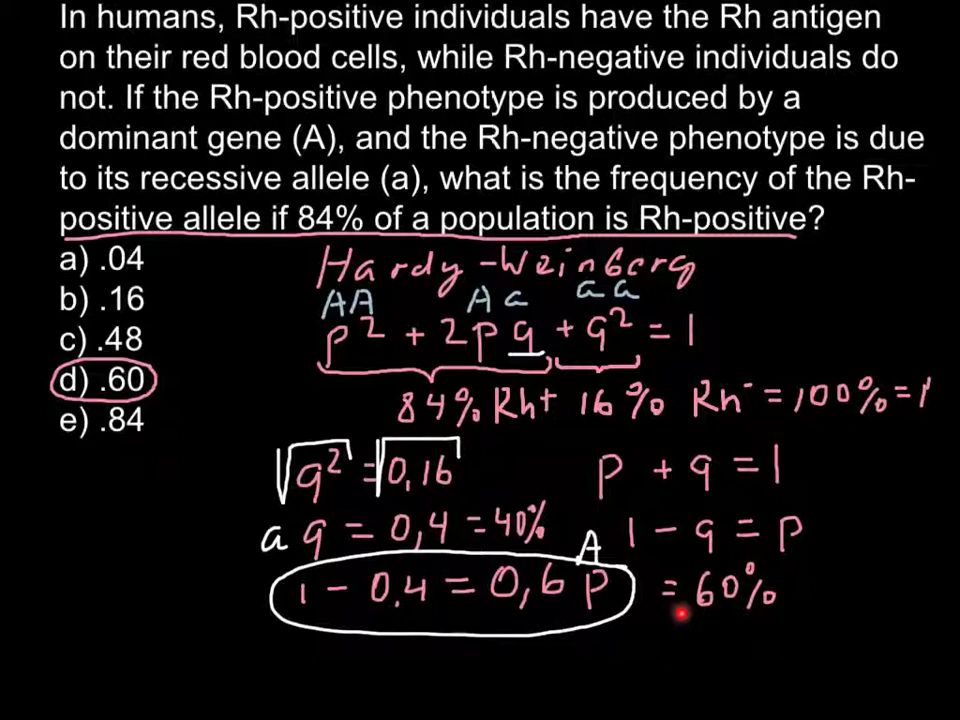 In humans, Rh-positive individuals have the Rh antigen
on their red blood cells, while Rh-negative individuals do
not. If the Rh-positive phenotype is produced by a
dominant gene (A), and the Rh-negative phenotype is due
to its recessive allele (a), what is the frequency of the Rh-
positive allele if 84% of a population is Rh-positive?
a) .04
b) .16
c) .48
d) .60
e) .84
Hardy-Weinberg
AA Aa aa
p² + 2pq + q² = 1
84% Rh+ 16% Rh⁻ = 100% = 1
√q² = √0,16
p + q = 1
a q = 0,4 = 40%
A 1 - q = p
1 - 0.4 = 0,6 p = 60%